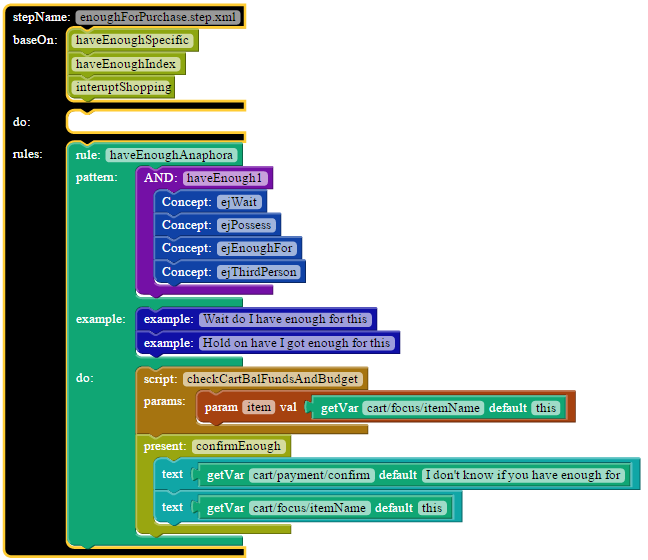 stepName: enoughForPurchase.step.xml
baseOn: haveEnoughSpecific
haveEnoughIndex
interuptShopping
do:
rules: rule: haveEnoughAnaphora
pattern: AND: haveEnough1
Concept: ejWait
Concept: ejPossess
Concept: ejEnoughFor
Concept: ejThirdPerson
example: example: Wait do I have enough for this
example: Hold on have I got enough for this
do: script: checkCartBalFundsAndBudget
params: param item val getVar cart/focus/itemName default this
present: confirmEnough
text getVar cart/payment/confirm default I don't know if you have enough for
text getVar cart/focus/itemName default this